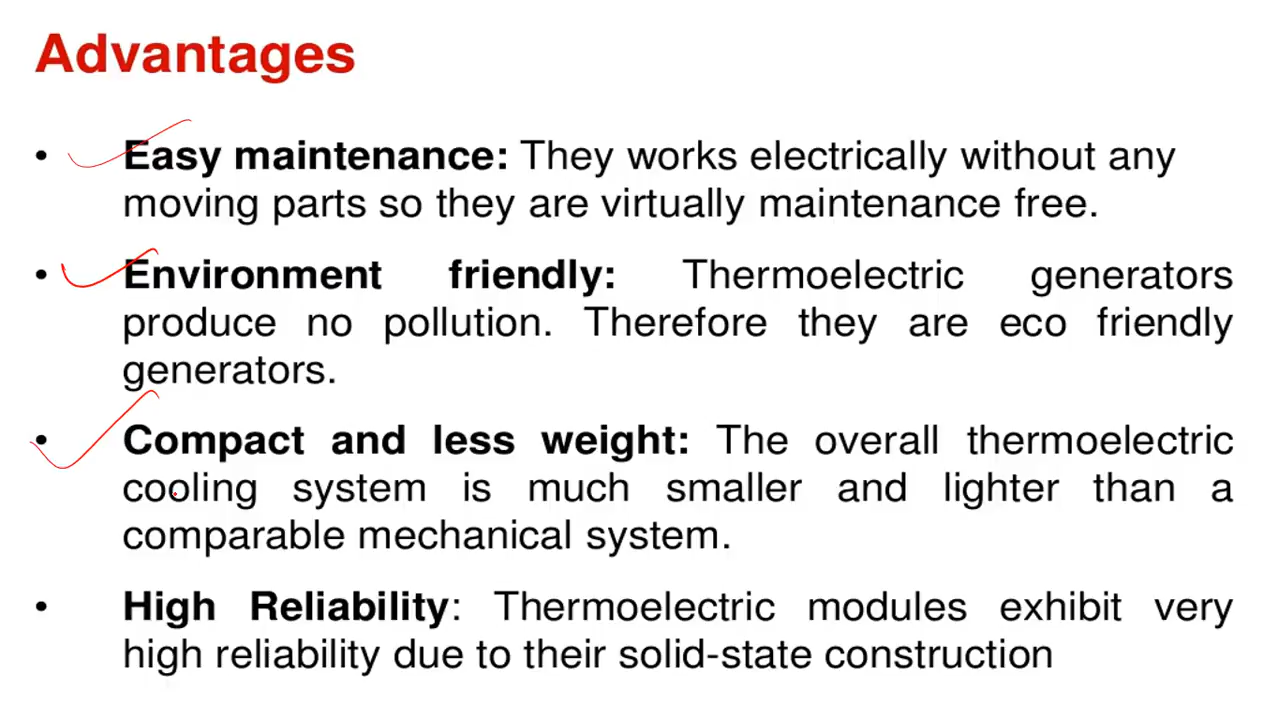 Advantages
• Easy maintenance: They works electrically without any
moving parts so they are virtually maintenance free.
• Environment friendly: Thermoelectric generators
produce no pollution. Therefore they are eco friendly
generators.
• Compact and less weight: The overall thermoelectric
cooling system is much smaller and lighter than a
comparable mechanical system.
• High Reliability: Thermoelectric modules exhibit very
high reliability due to their solid-state construction